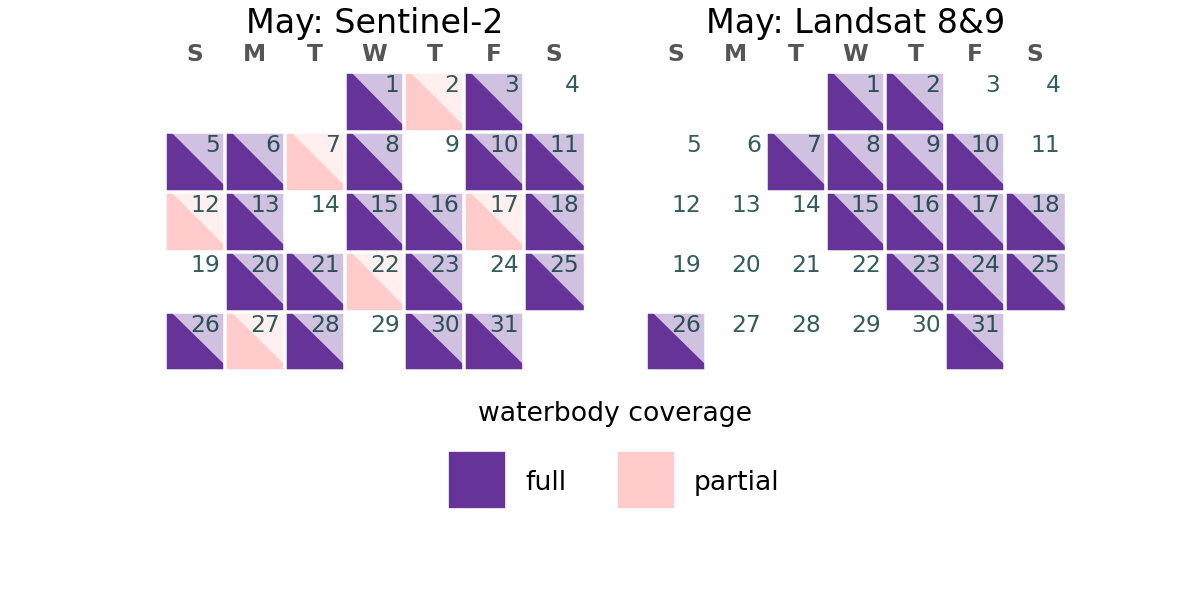 May: Sentinel-2
S M T W T F S
1 2 3 4
5 6 7 8 9 10 11
12 13 14 15 16 17 18
19 20 21 22 23 24 25
26 27 28 29 30 31
May: Landsat 8&9
S M T W T F S
1 2 3 4
5 6 7 8 9 10 11
12 13 14 15 16 17 18
19 20 21 22 23 24 25
26 27 28 29 30 31
waterbody coverage
full partial